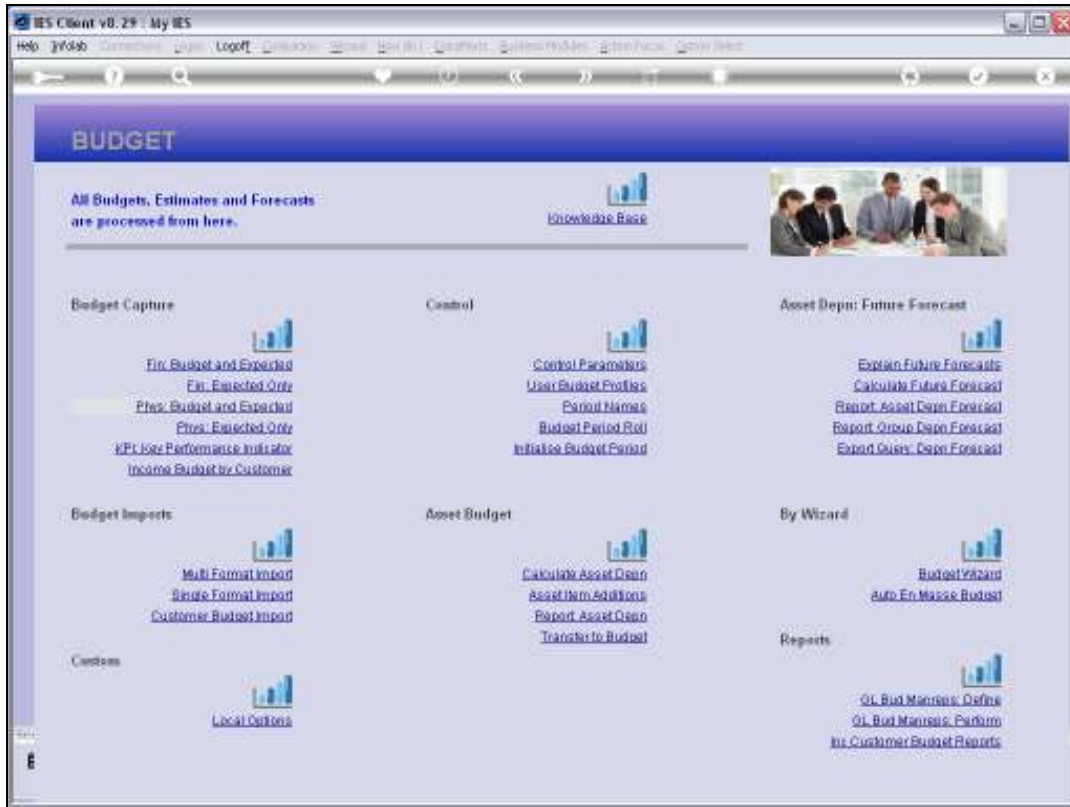 IES Client v8.29 : My IES
Help Infolab Logoff
BUDGET
All Budgets, Estimates and Forecasts
are processed from here.
Knowledge Base
Budget Capture
Fin: Budget and Expected
Fin: Expected Only
Phys: Budget and Expected
Phys: Expected Only
KPI: Key Performance Indicator
Income Budget by Customer
Control
Control Parameters
User Budget Profiles
Period Names
Budget Period Roll
Initialise Budget Period
Asset Depn: Future Forecast
Explain Future Forecasts
Calculate Future Forecast
Report: Asset Depn Forecast
Report: Group Depn Forecast
Export Query: Depn Forecast
Budget Imports
Multi Format Import
Single Format Import
Customer Budget Import
Asset Budget
Calculate Asset Depn
Asset Item Additions
Report Asset Depn
Transfer to Budget
By Wizard
Budget Wizard
Auto En Masse Budget
Custom
Local Options
Reports
GL Bud Manreps: Define
GL Bud Manreps: Perform
Customer Budget Reports